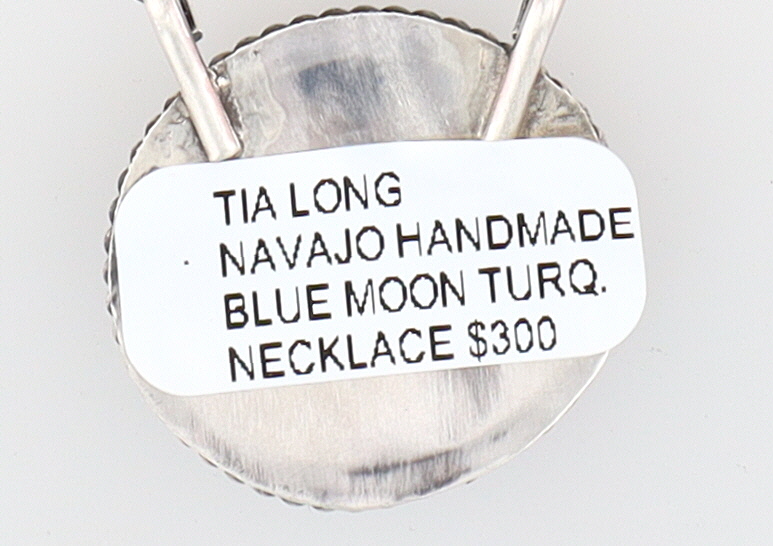 TIA LONG
NAVAJO HANDMADE
BLUE MOON TURQ.
NECKLACE $300